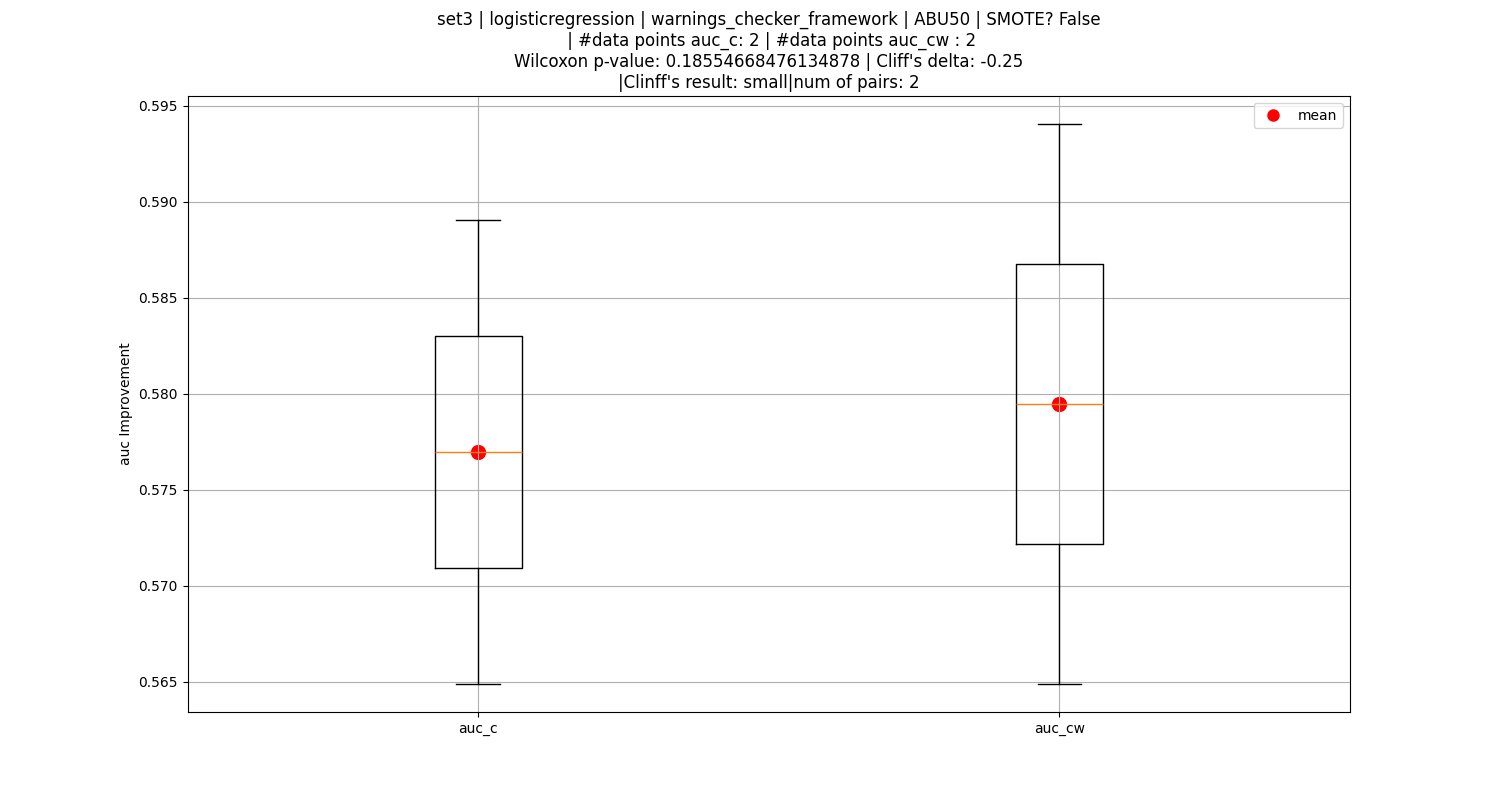 set3 | logisticregression | warnings_checker_framework | ABU50 | SMOTE? False
| #data points auc_c: 2 | #data points auc_cw : 2
Wilcoxon p-value: 0.18554668476134878 | Cliff's delta: -0.25
|Clinff's result: small|num of pairs: 2
mean
0.595
0.590
0.585
0.580
0.575
0.570
0.565
auc Improvement
auc_c
auc_cw